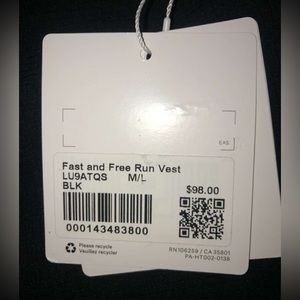 EAS
Fast and Free Run Vest
LU9ATQS M/L
BLK
$98.00
000143483800
Please recycle
Veuillez recycler
RN106259 / CA35801
PA-HT002-0138